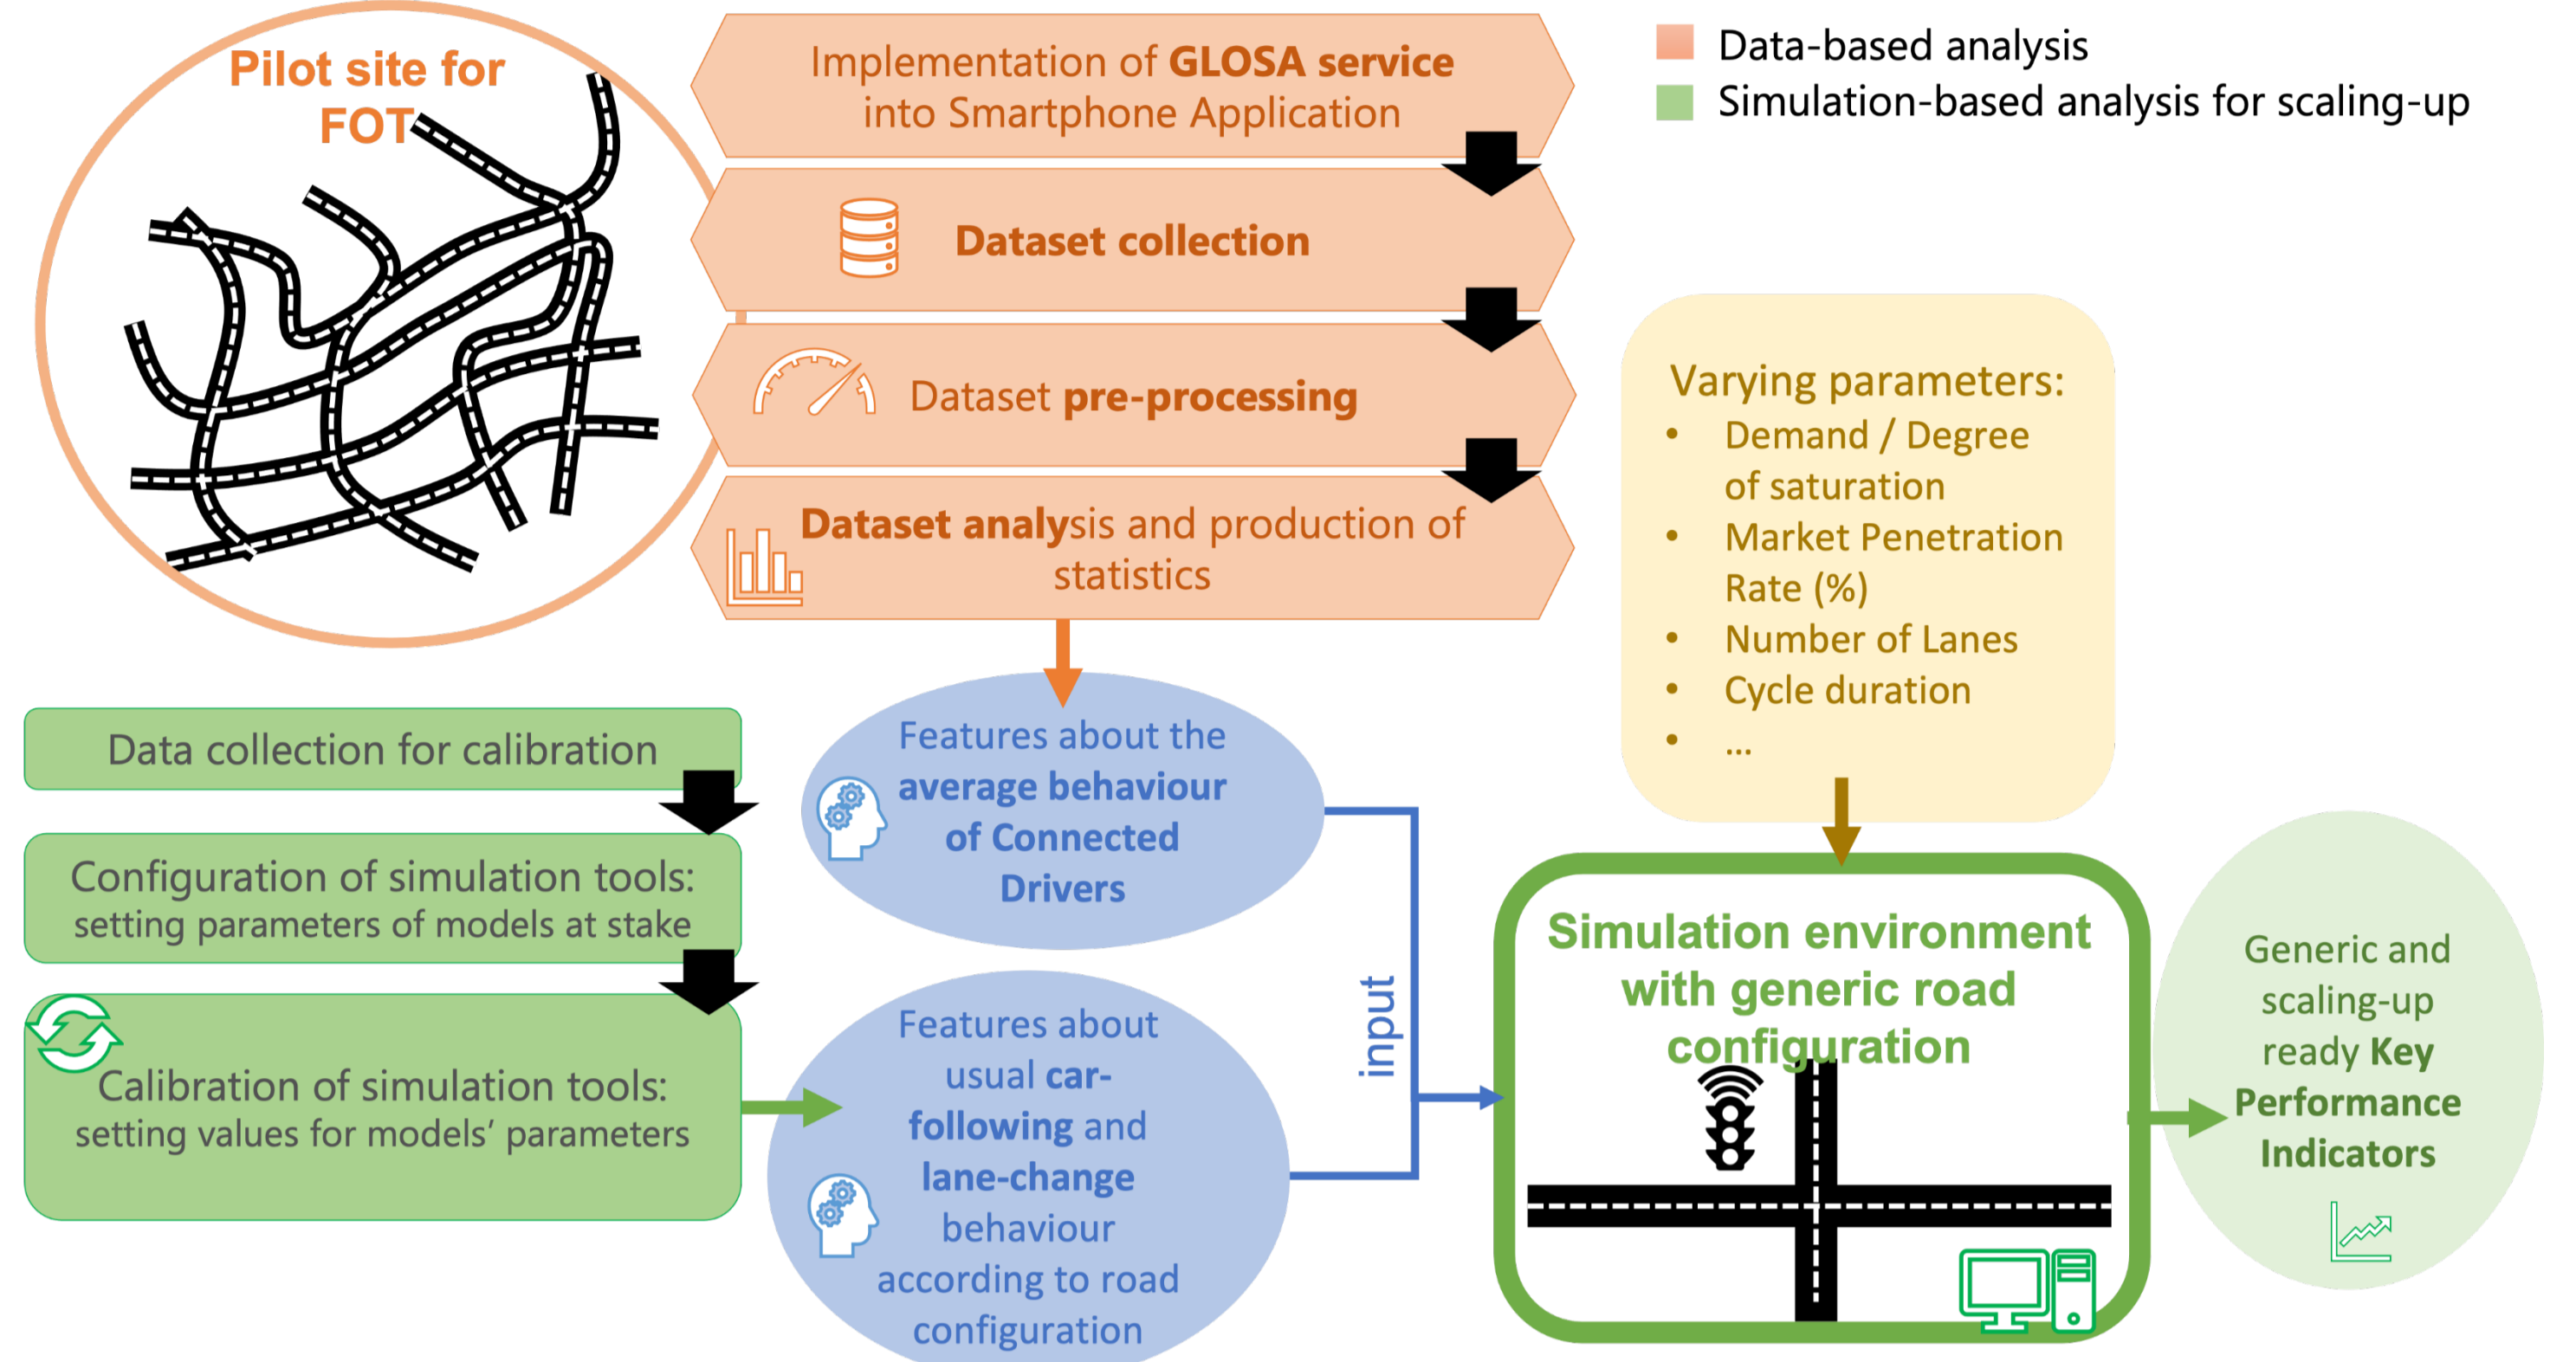 Pilot site for
FOT
Implementation of GLOSA service
into Smartphone Application
Dataset collection
Dataset pre-processing
Dataset analysis and production of
statistics
Data-based analysis
Simulation-based analysis for scaling-up
Varying parameters:
• Demand / Degree
of saturation
• Market Penetration
Rate (%)
• Number of Lanes
• Cycle duration
• ...
Data collection for calibration
Configuration of simulation tools:
setting parameters of models at stake
Calibration of simulation tools:
setting values for models’ parameters
Features about the
average behaviour
of Connected
Drivers
Features about
usual car-
following and
lane-change
behaviour
according to road
configuration
input
Simulation environment
with generic road
configuration
Generic and
scaling-up
ready Key
Performance
Indicators